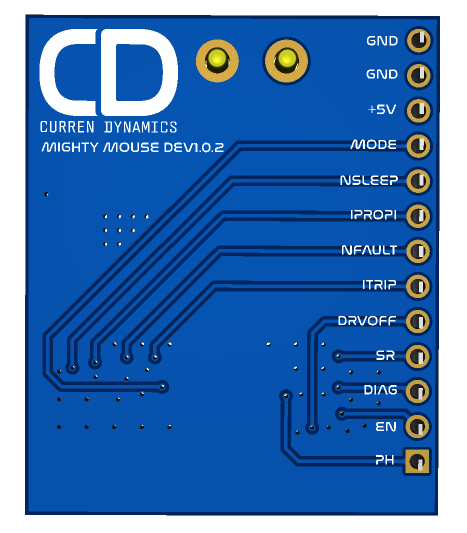 CD
CURREN DYNAMICS
MIGHTY MOUSE DEV1.0.2
GND
GND
+5V
MODE
NSLEEP
IPROPI
NFAULT
ITRIP
DRVOFF
SR
DIAG
EN
PH